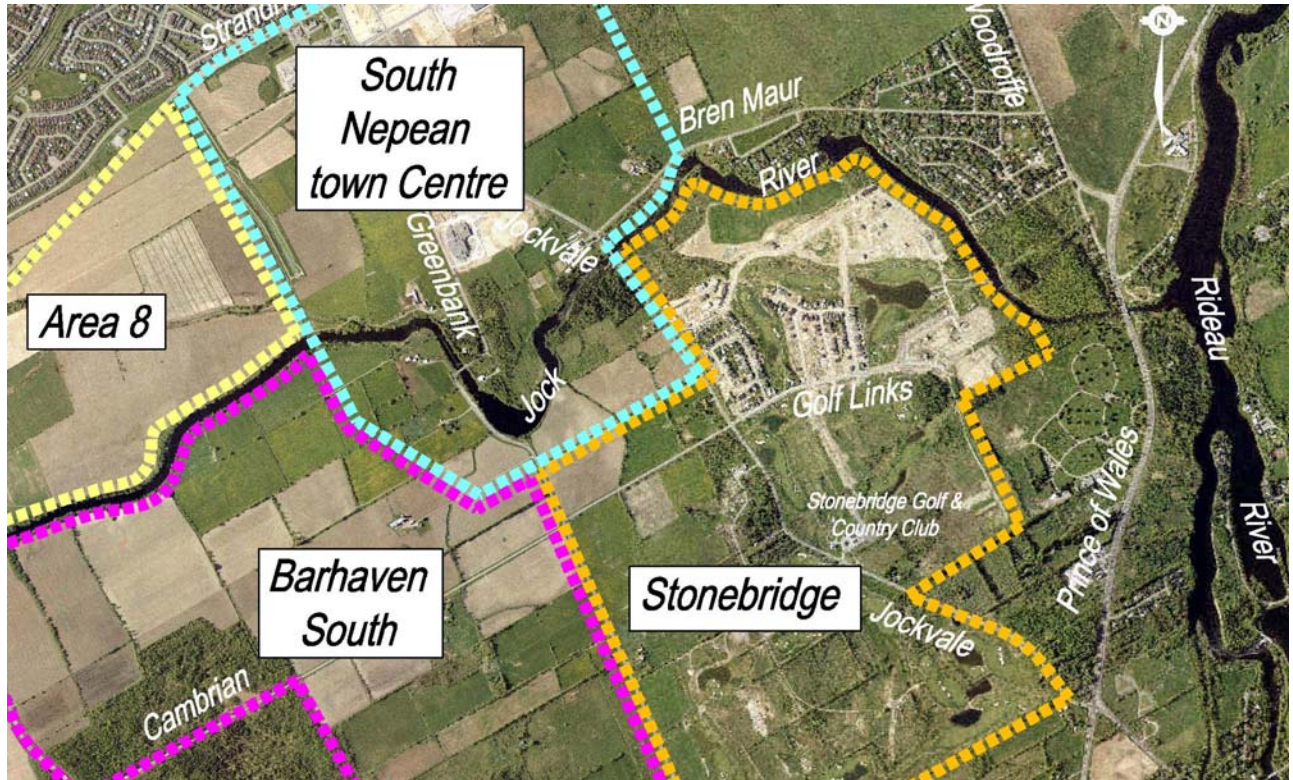 Strandh
Woodroffe
N
South
Nepean
town Centre
Bren Maur
River
Greenbank
Jockvale
Rideau
Area 8
Jock
Golf Links
Stonebridge Golf &
Country Club
Prince of Wales
River
Barhaven
South
Stonebridge
Jockvale
Cambrian